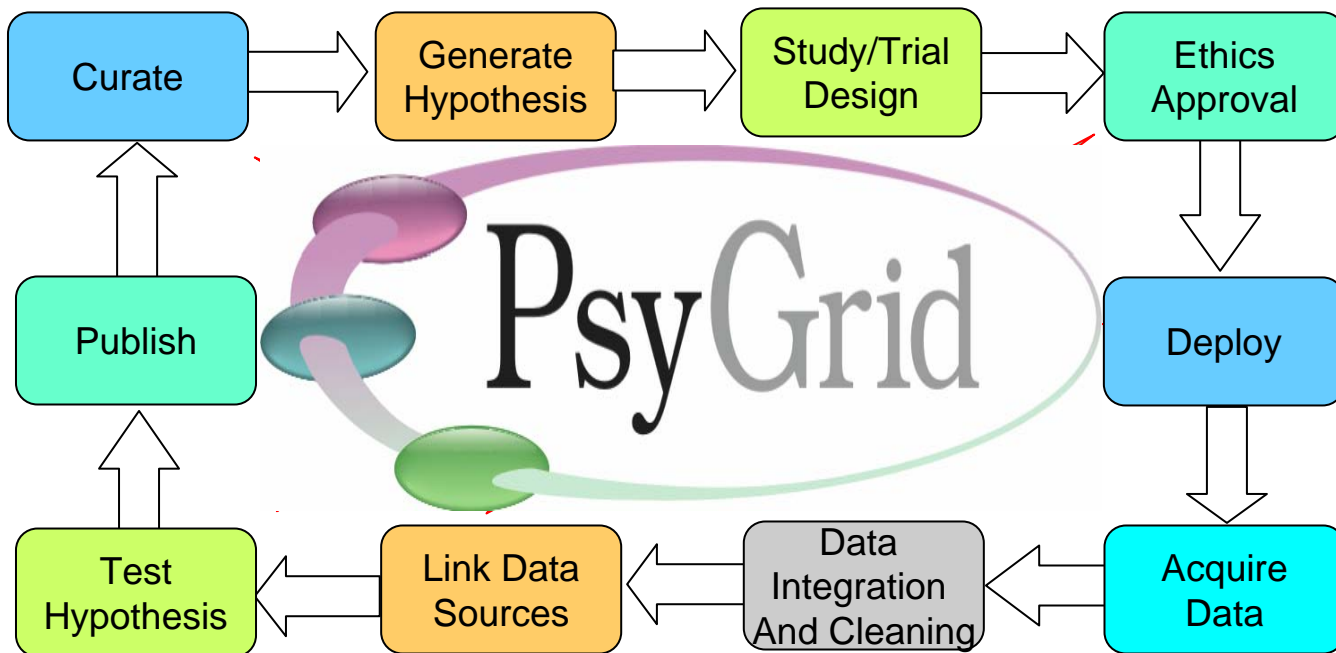 Curate
Generate
Hypothesis
Study/Trial
Design
Ethics
Approval
Publish
PsyGrid
Deploy
Test
Hypothesis
Link Data
Sources
Data
Integration
And Cleaning
Acquire
Data